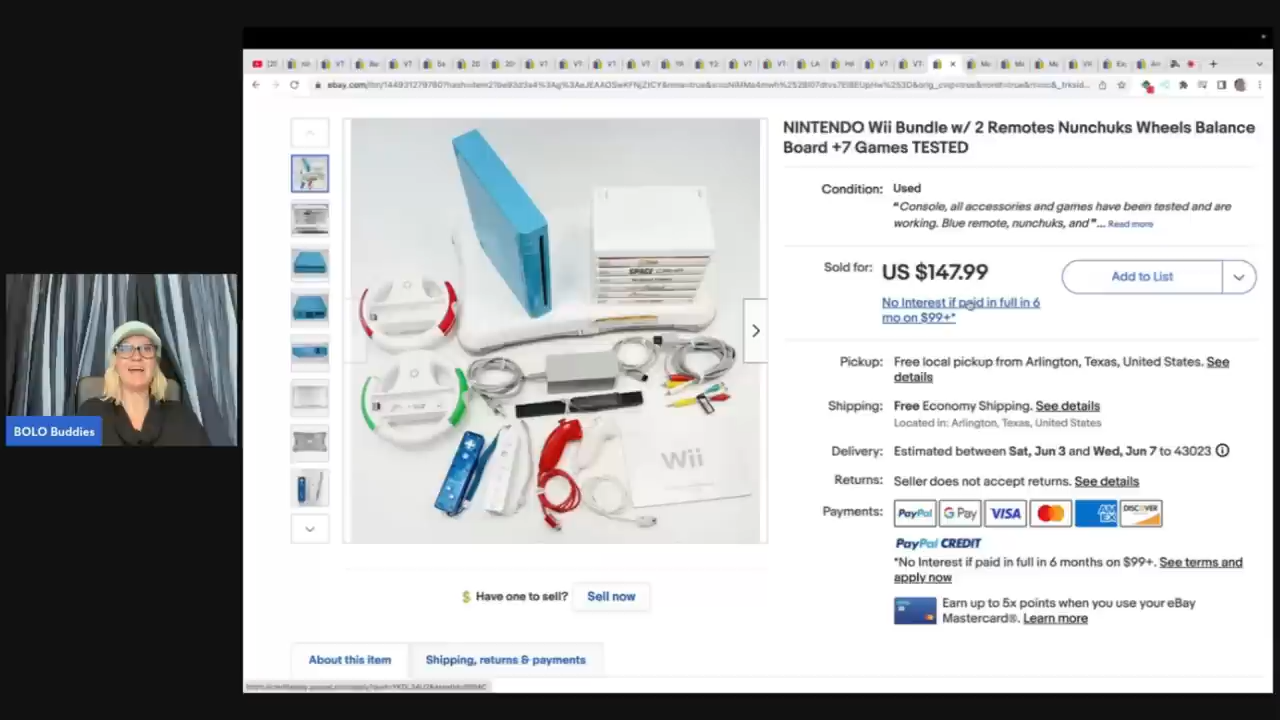 NINTENDO Wii Bundle w/ 2 Remotes Nunchuks Wheels Balance
Board +7 Games TESTED
Condition: Used
"Console, all accessories and games have been tested and are
working. Blue remote, nunchuks, and"... Read more
Sold for: US $147.99
Add to List
No Interest if paid in full in 6
mo on $99+*
Pickup: Free local pickup from Arlington, Texas, United States. See
details
Shipping: Free Economy Shipping. See details
Located in: Arlington, Texas, United States
Delivery: Estimated between Sat, Jun 3 and Wed, Jun 7 to 43023
Returns: Seller does not accept returns. See details
Payments: PayPal G Pay VISA AM EX DISCOVER
PayPal CREDIT
*No Interest if paid in full in 6 months on $99+. See terms and
apply now
Earn up to 5x points when you use your eBay
Mastercard®. Learn more
Wii
BOLO Buddies
$ Have one to sell? Sell now
About this item
Shipping, returns & payments